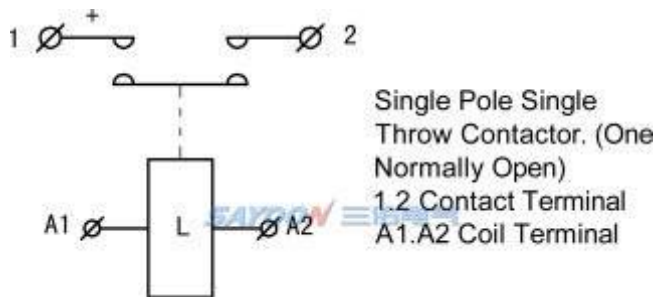 1 + 2
Single Pole Single
Throw Contactor. (One
Normally Open)
1.2 Contact Terminal
A1.A2 Coil Terminal
A1 L A2